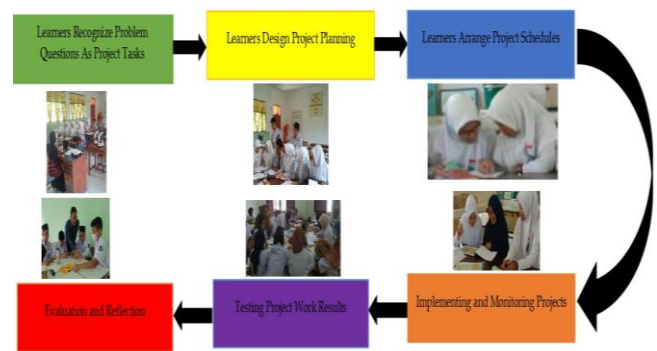 Learners Recognize Problem
Questions As Project Tasks
Learners Design Project Planning
Learners Arrange Project Schedules
Implementing and Monitoring Projects
Testing Project Work Results
Evaluation and Reflection